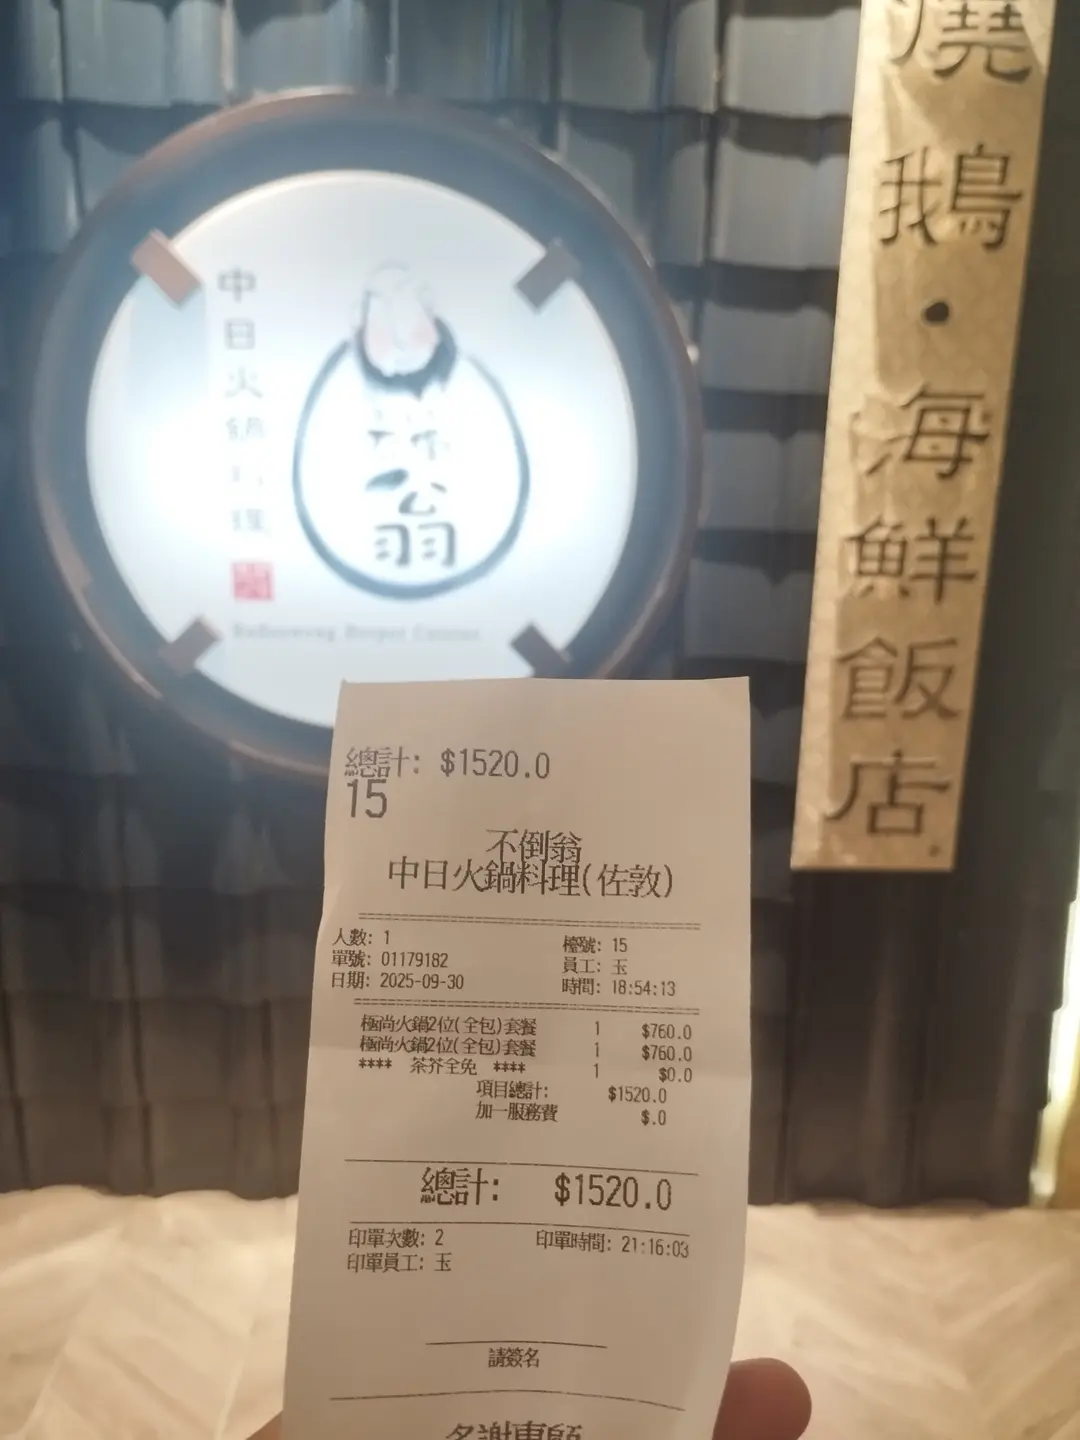 燒鵝・海鮮飯店
中日火鍋料理
翁
總計: $1520.0
15
不倒翁
中日火鍋料理(佐敦)
人數: 1 檯號: 15
單號: 01179182 員工: 玉
日期: 2025-09-30 時間: 18:54:13
極尚火鍋2位(全包)套餐 1 $760.0
極尚火鍋2位(全包)套餐 1 $760.0
**** 茶芥全免 **** 1 $0.0
項目總計: $1520.0
加一服務費 $.0
總計: $1520.0
印單次數: 2 印單時間: 21:16:03
印單員工: 玉
請簽名
多謝惠顧